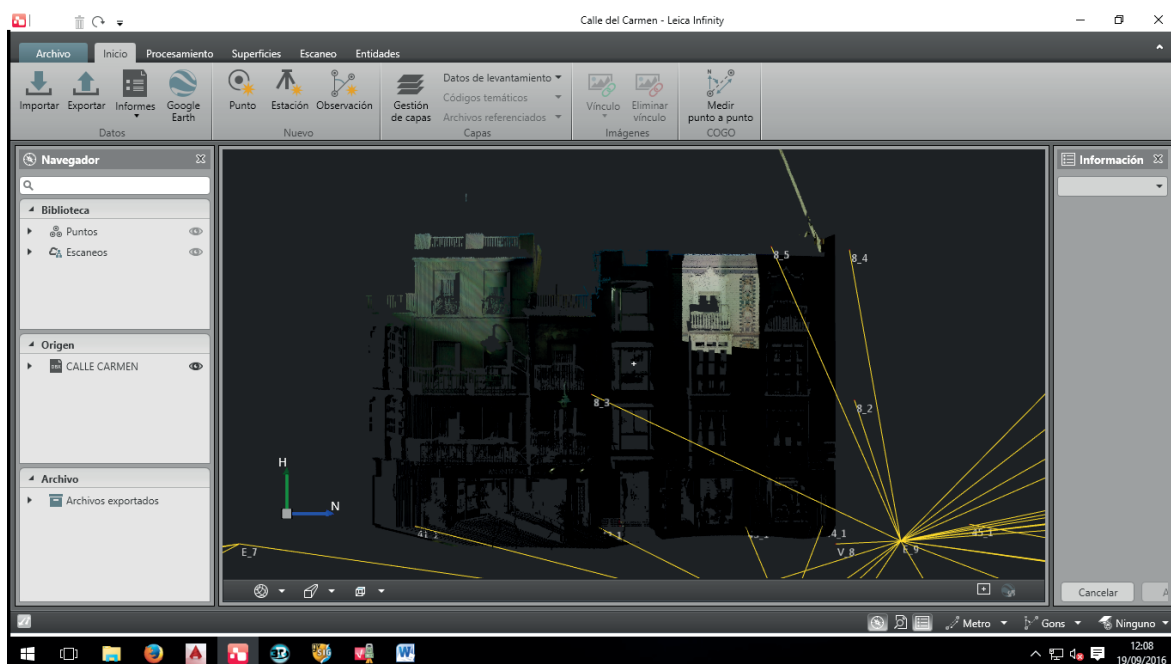 Calle del Carmen - Leica Infinity
Archivo Inicio Procesamiento Superficies Escaneo Entidades
Importar Exportar Informes Google Earth
Punto Estación Observación
Gestión de capas
Datos de levantamiento
Códigos temáticos
Archivos referenciados
Vínculo Eliminar vínculo
Medir punto a punto
Datos Nuevo Capas Imágenes COGO
Navegador
Información
Biblioteca
Puntos
Escaneos
Origen
CALLE CARMEN
Archivo
Archivos exportados
8_5
8_4
8_3
8_2
H
N
E_7
41_1
4_1
V_8
E_9
45_1
Cancelar
Metro Gons Ninguno
12:08
19/09/2016